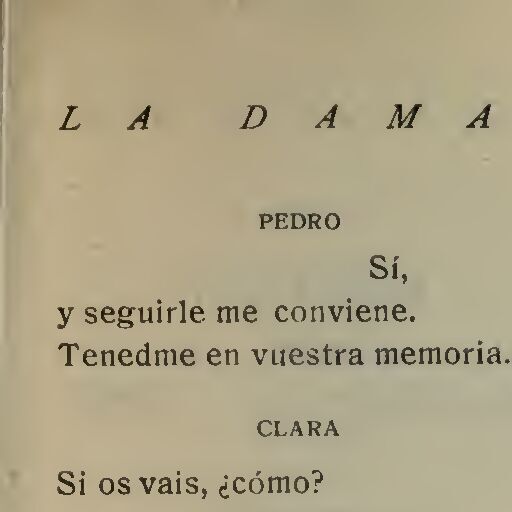 LA DAMA
PEDRO
Sí,
y seguirle me conviene.
Tenedme en vuestra memoria.
CLARA
Si os vais, ¿cómo?